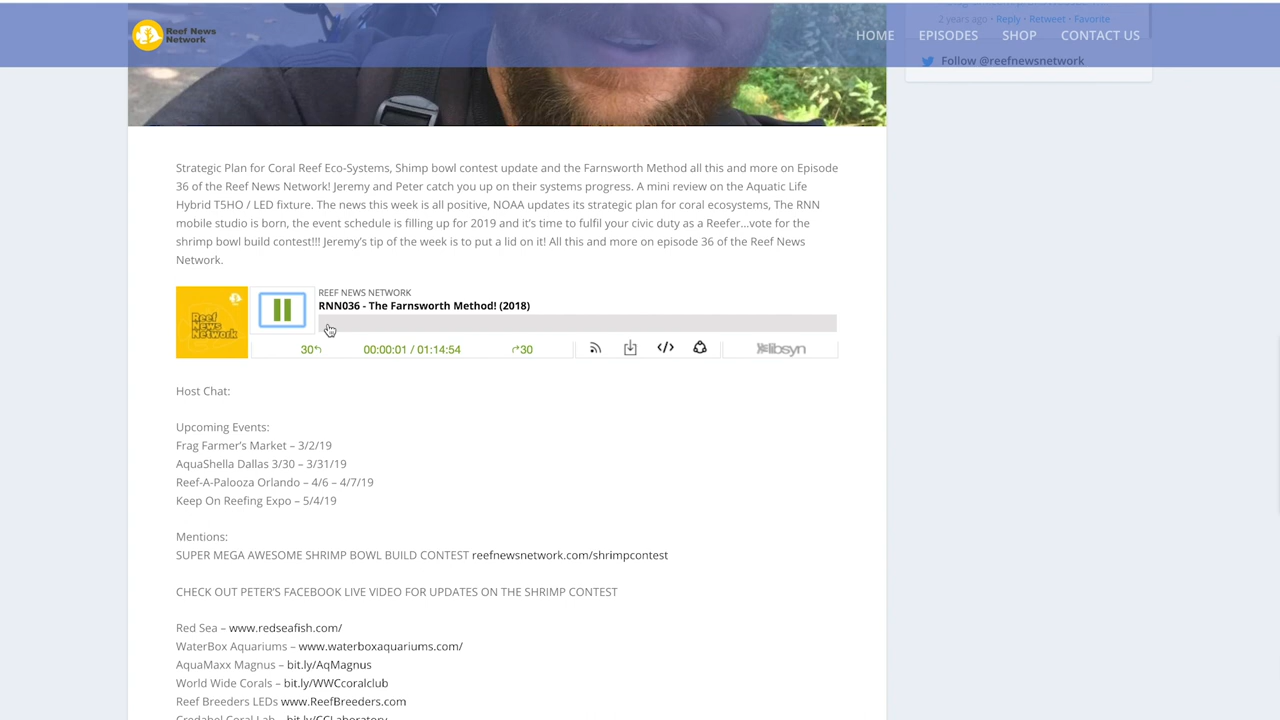 Reef News
Network
HOME EPISODES SHOP CONTACT US
2 years ago • Reply • Retweet • Favorite
Follow @reefnewsnetwork
Strategic Plan for Coral Reef Eco-Systems, Shimp bowl contest update and the Farnsworth Method all this and more on Episode
36 of the Reef News Network! Jeremy and Peter catch you up on their systems progress. A mini review on the Aquatic Life
Hybrid T5HO / LED fixture. The news this week is all positive, NOAA updates its strategic plan for coral ecosystems, The RNN
mobile studio is born, the event schedule is filling up for 2019 and it's time to fulfil your civic duty as a Reefer...vote for the
shrimp bowl build contest!!! Jeremy's tip of the week is to put a lid on it! All this and more on episode 36 of the Reef News
Network.
Reef
News
Network
REEF NEWS NETWORK
RNN036 - The Farnsworth Method! (2018)
30 00:00:01 / 01:14:54 30
libsyn
Host Chat:
Upcoming Events:
Frag Farmer's Market – 3/2/19
AquaShella Dallas 3/30 – 3/31/19
Reef-A-Palooza Orlando – 4/6 – 4/7/19
Keep On Reefing Expo – 5/4/19
Mentions:
SUPER MEGA AWESOME SHRIMP BOWL BUILD CONTEST reefnewsnetwork.com/shrimpcontest
CHECK OUT PETER'S FACEBOOK LIVE VIDEO FOR UPDATES ON THE SHRIMP CONTEST
Red Sea – www.redseafish.com/
WaterBox Aquariums – www.waterboxaquariums.com/
AquaMaxx Magnus – bit.ly/AqMagnus
World Wide Corals – bit.ly/WWCcoralclub
Reef Breeders LEDs www.ReefBreeders.com